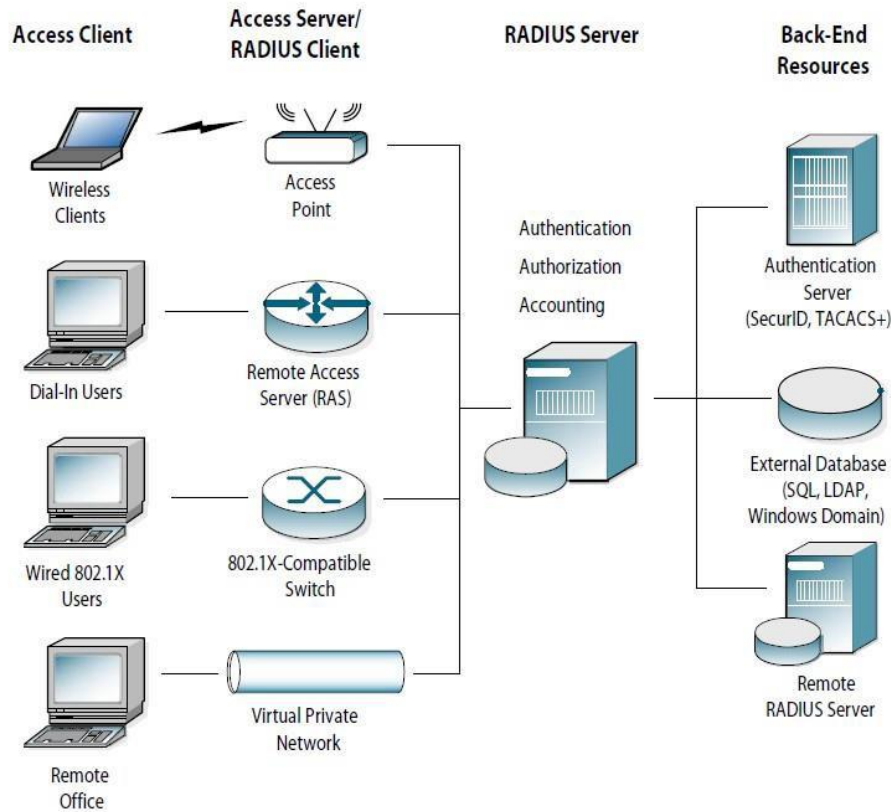 Access Client
Access Server/
RADIUS Client
RADIUS Server
Back-End
Resources
Wireless
Clients
Access
Point
Authentication
Authorization
Accounting
Authentication
Server
(SecurID, TACACS+)
Dial-In Users
Remote Access
Server (RAS)
External Database
(SQL, LDAP,
Windows Domain)
Wired 802.1X
Users
802.1X-Compatible
Switch
Remote
RADIUS Server
Virtual Private
Network
Remote
Office